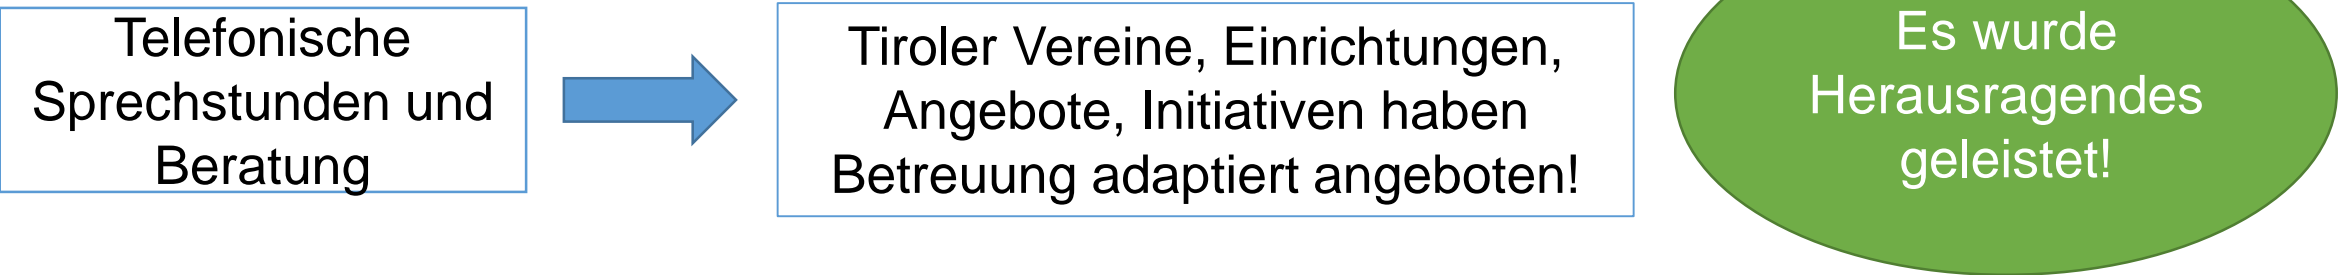 Telefonische
Sprechstunden und
Beratung
Tiroler Vereine, Einrichtungen,
Angebote, Initiativen haben
Betreuung adaptiert angeboten!
Es wurde
Herausragendes
geleistet!